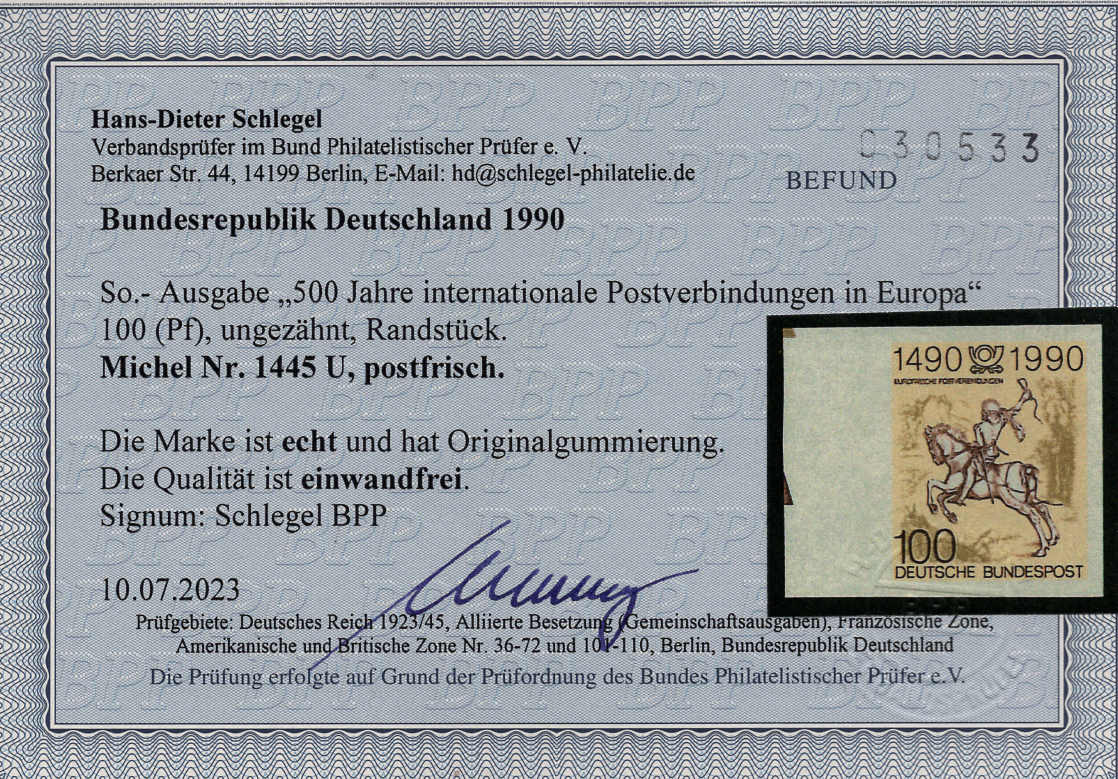 Hans-Dieter Schlegel
Verbandsprüfer im Bund Philatelistischer Prüfer e. V.
Berkaer Str. 44, 14199 Berlin, E-Mail: hd@schlegel-philatelie.de
030533
BEFUND
Bundesrepublik Deutschland 1990
So.- Ausgabe „500 Jahre internationale Postverbindungen in Europa“
100 (Pf), ungezähnt, Randstück.
Michel Nr. 1445 U, postfrisch.
1490 1990
EUROPÄISCHE POSTVERBINDUNGEN
100
DEUTSCHE BUNDESPOST
Die Marke ist echt und hat Originalgummierung.
Die Qualität ist einwandfrei.
Signum: Schlegel BPP
10.07.2023
Prüfgebiete: Deutsches Reich 1923/45, Alliierte Besetzung (Gemeinschaftsausgaben), Französische Zone,
Amerikanische und Britische Zone Nr. 36-72 und 101-110, Berlin, Bundesrepublik Deutschland
Die Prüfung erfolgte auf Grund der Prüfordnung des Bundes Philatelistischer Prüfer e.V.